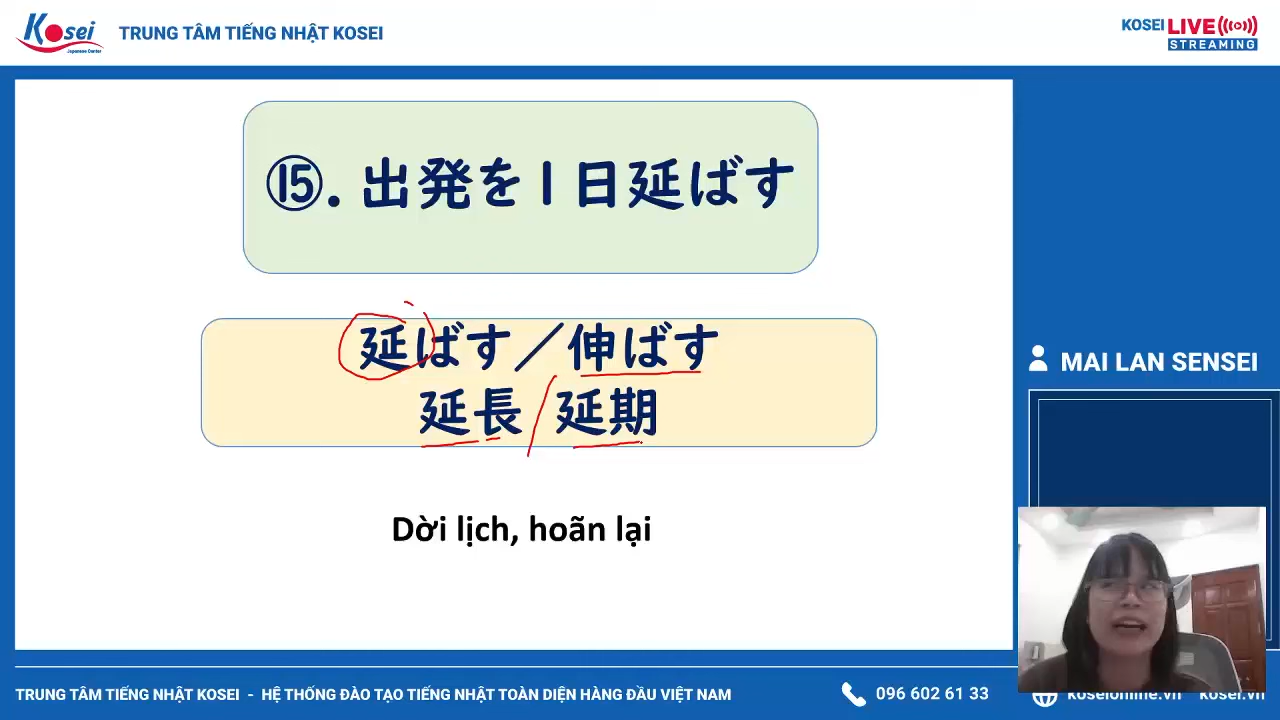 Kosei
Japanese Center
TRUNG TÂM TIẾNG NHẬT KOSEI
KOSEI LIVE
STREAMING
⑮. 出発を1日延ばす
延ばす／伸ばす
延長/延期
Dời lịch, hoãn lại
MAI LAN SENSEI
TRUNG TÂM TIẾNG NHẬT KOSEI - HỆ THỐNG ĐÀO TẠO TIẾNG NHẬT TOÀN DIỆN HÀNG ĐẦU VIỆT NAM
096 602 61 33
koseionline.vn kosei.vn